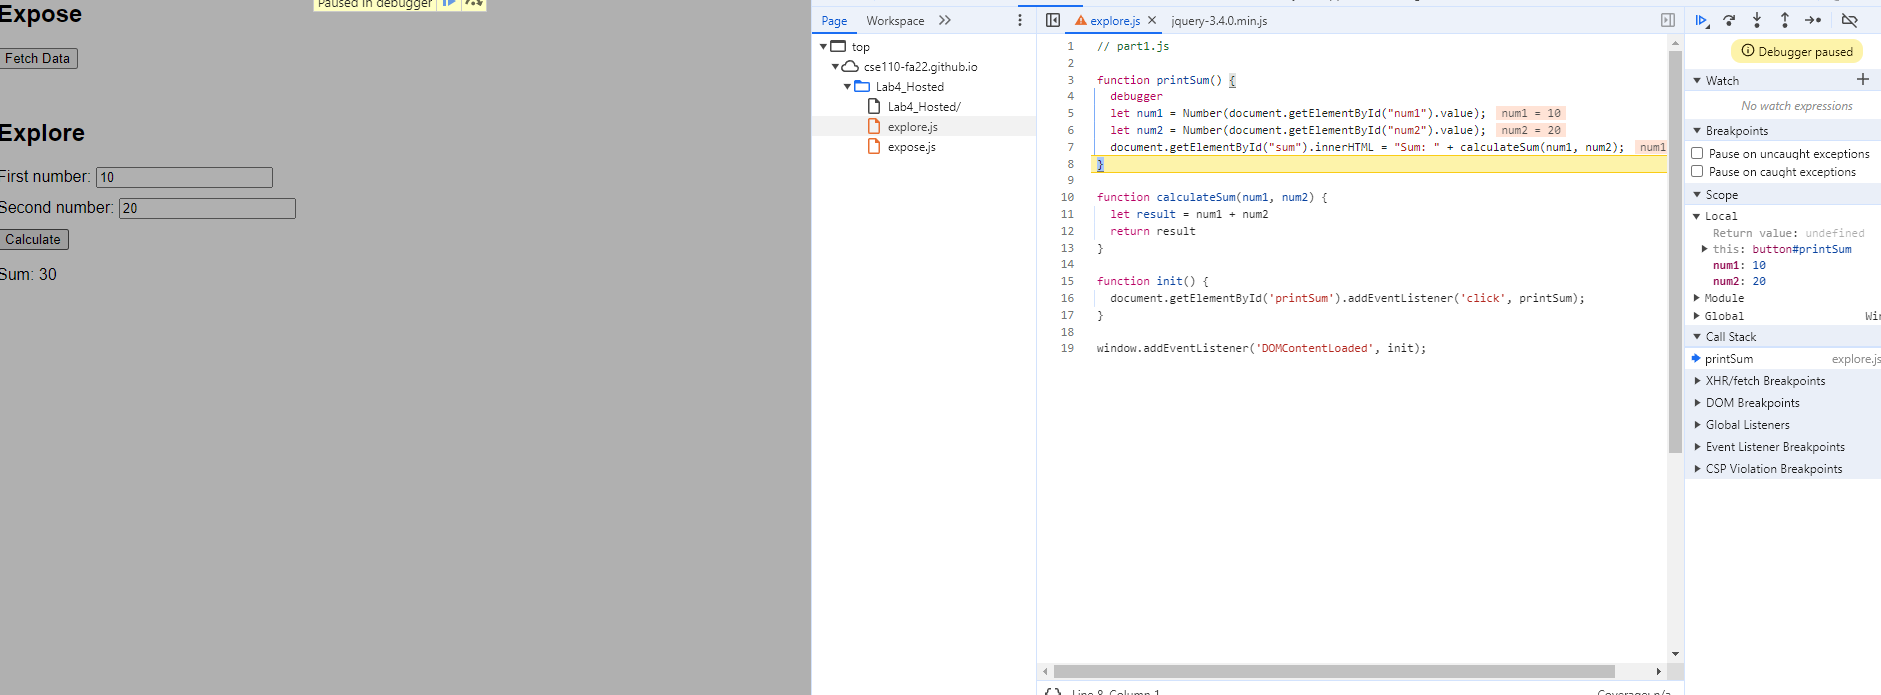 Expose
Paused in debugger
Fetch Data
Explore
First number: 10
Second number: 20
Calculate
Sum: 30
Page Workspace
top
cse110-fa22.github.io
Lab4_Hosted
Lab4_Hosted/
explore.js
expose.js
explore.js jquery-3.4.0.min.js
1 // part1.js
2
3 function printSum() {
4 debugger
5 let num1 = Number(document.getElementById("num1").value); num1 = 10
6 let num2 = Number(document.getElementById("num2").value); num2 = 20
7 document.getElementById("sum").innerHTML = "Sum: " + calculateSum(num1, num2); num1
8 }
9
10 function calculateSum(num1, num2) {
11 let result = num1 + num2
12 return result
13 }
14
15 function init() {
16 document.getElementById('printSum').addEventListener('click', printSum);
17 }
18
19 window.addEventListener('DOMContentLoaded', init);
{} Line 8, Column 1 Coverage: n/a
Debugger paused
Watch
No watch expressions
Breakpoints
Pause on uncaught exceptions
Pause on caught exceptions
Scope
Local
Return value: undefined
this: button#printSum
num1: 10
num2: 20
Module
Global Win
Call Stack
printSum explore.js
XHR/fetch Breakpoints
DOM Breakpoints
Global Listeners
Event Listener Breakpoints
CSP Violation Breakpoints